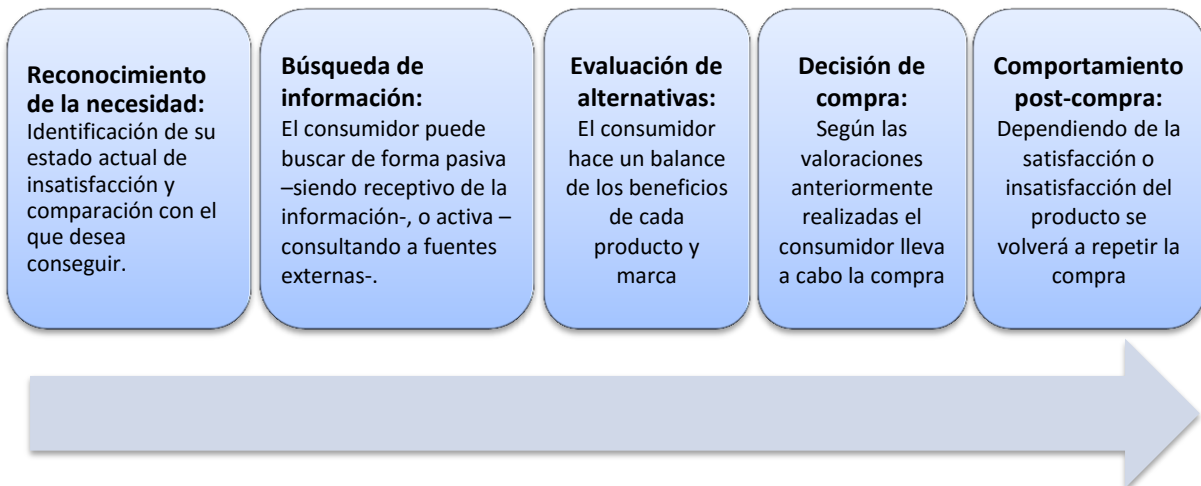 Reconocimiento
de la necesidad:
Identificación de su
estado actual de
insatisfacción y
comparación con el
que desea
conseguir.
Búsqueda de
información:
El consumidor puede
buscar de forma pasiva
–siendo receptivo de la
información-, o activa –
consultando a fuentes
externas-.
Evaluación de
alternativas:
El consumidor
hace un balance
de los beneficios
de cada
producto y
marca
Decisión de
compra:
Según las
valoraciones
anteriormente
realizadas el
consumidor lleva
a cabo la compra
Comportamiento
post-compra:
Dependiendo de la
satisfacción o
insatisfacción del
producto se
volverá a repetir la
compra